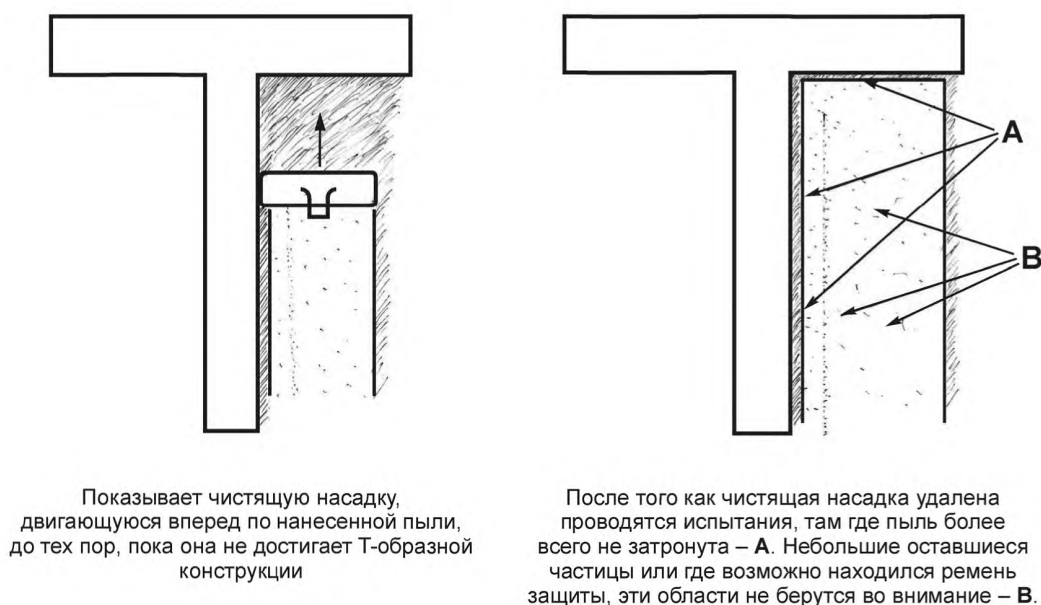 A
B
Показывает чистящую насадку,
двигающуюся вперед по нанесенной пыли,
до тех пор, пока она не достигает Т-образной
конструкции
После того как чистящая насадка удалена
проводятся испытания, там где пыль более
всего не затронута – А. Небольшие оставшиеся
частицы или где возможно находился ремень
защиты, эти области не берутся во внимание – В.